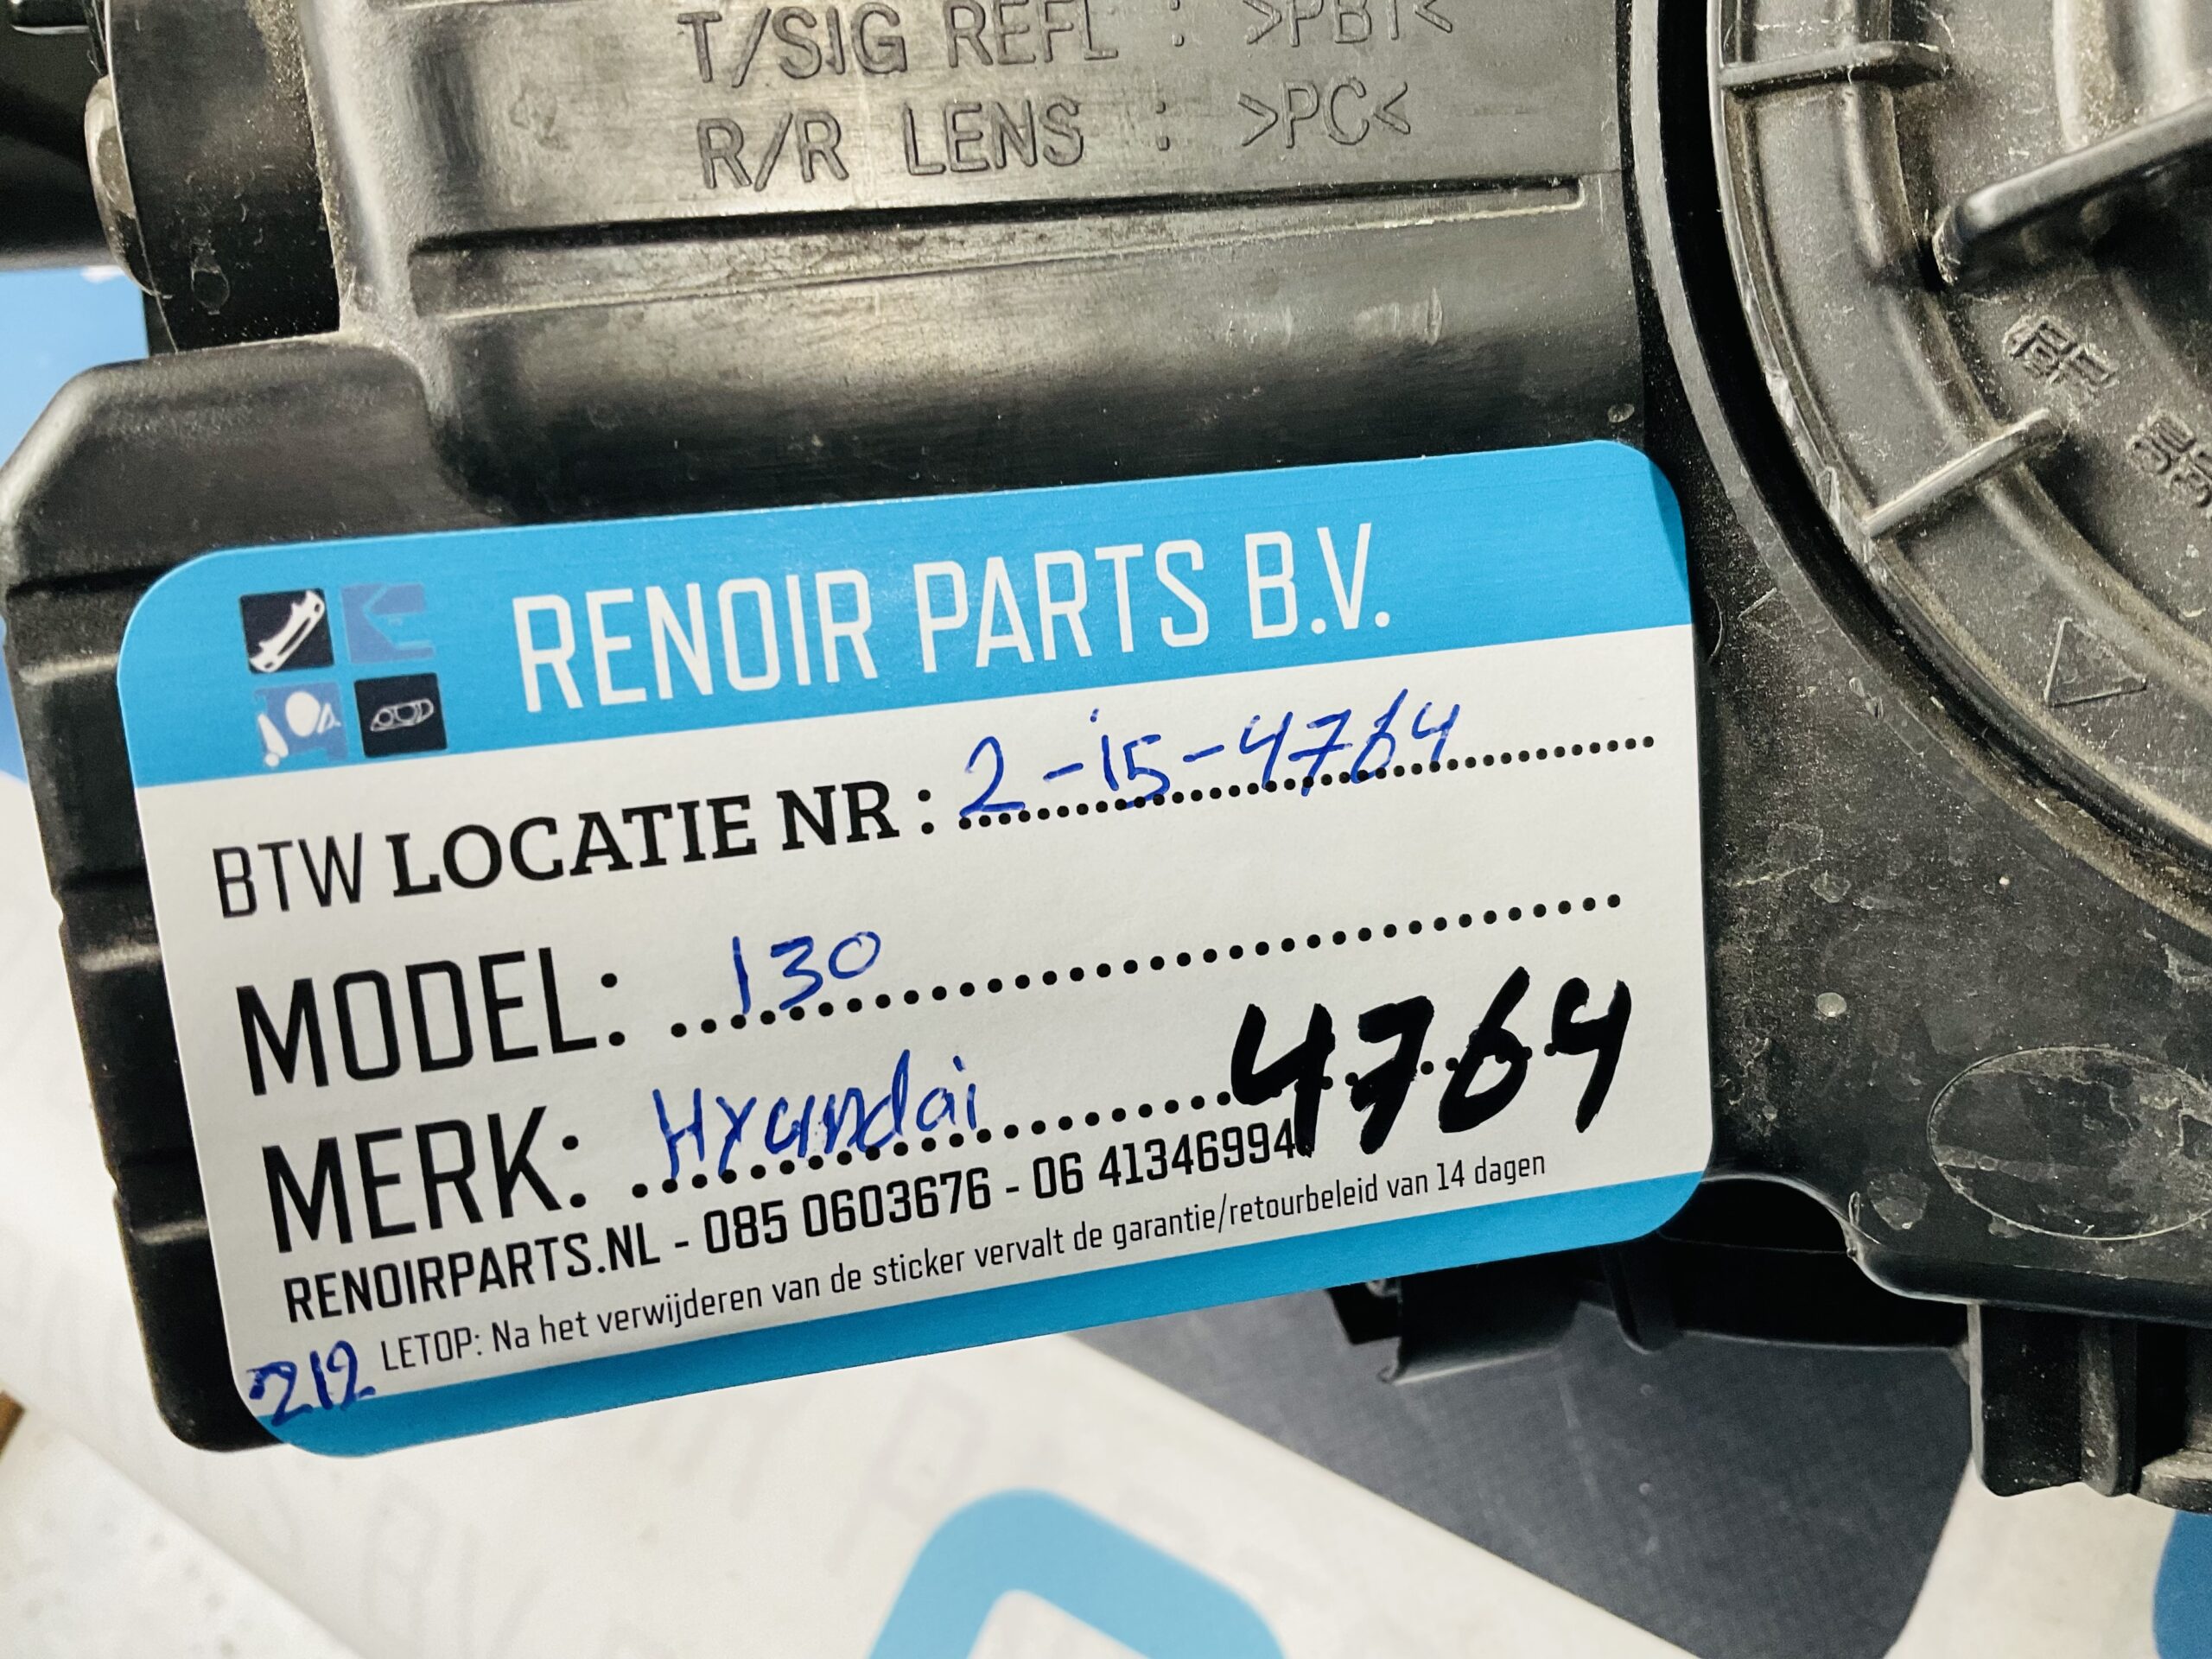 T/SIG REFL : >PBT<
R/R LENS : >PC<
RENOIR PARTS B.V.
BTW LOCATIE NR : 2-15-4764
MODEL: I30
MERK: Hyundai
4764
RENOIRPARTS.NL - 085 0603676 - 06 41346994
LETOP: Na het verwijderen van de sticker vervalt de garantie/retourbeleid van 14 dagen
212